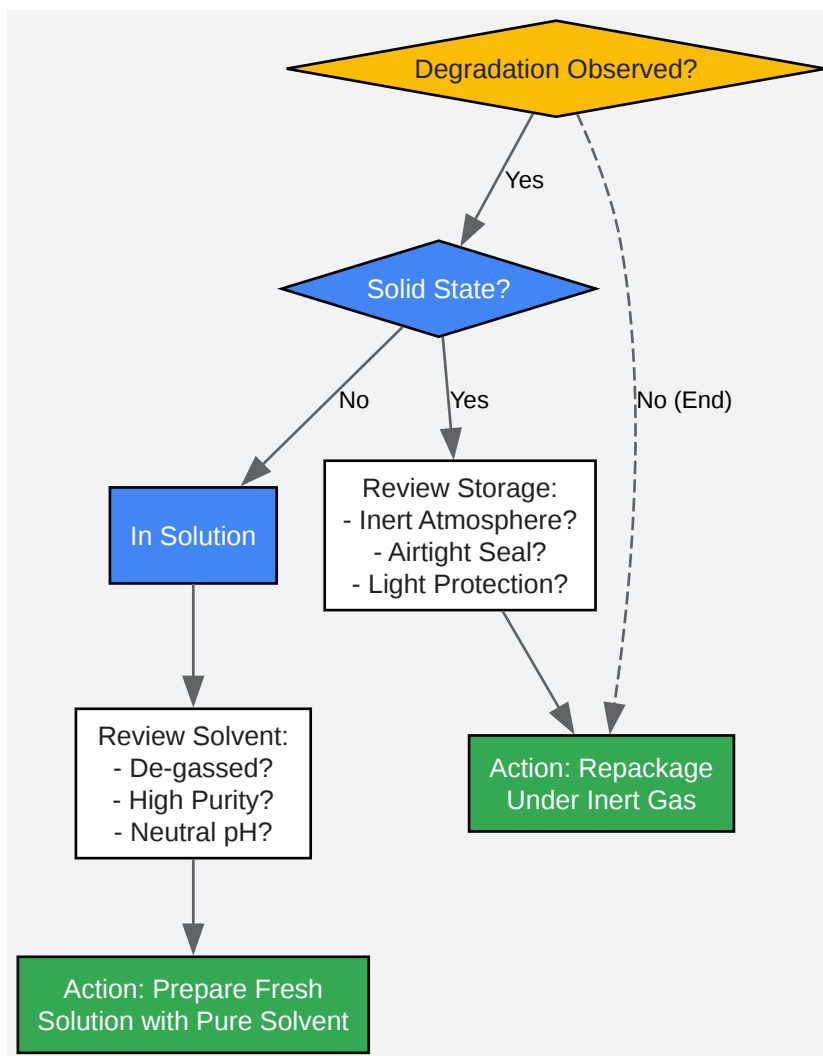 Degradation Observed?
Yes
Solid State?
No
Yes
No (End)
In Solution
Review Storage:
- Inert Atmosphere?
- Airtight Seal?
- Light Protection?
Review Solvent:
- De-gassed?
- High Purity?
- Neutral pH?
Action: Repackage
Under Inert Gas
Action: Prepare Fresh
Solution with Pure Solvent